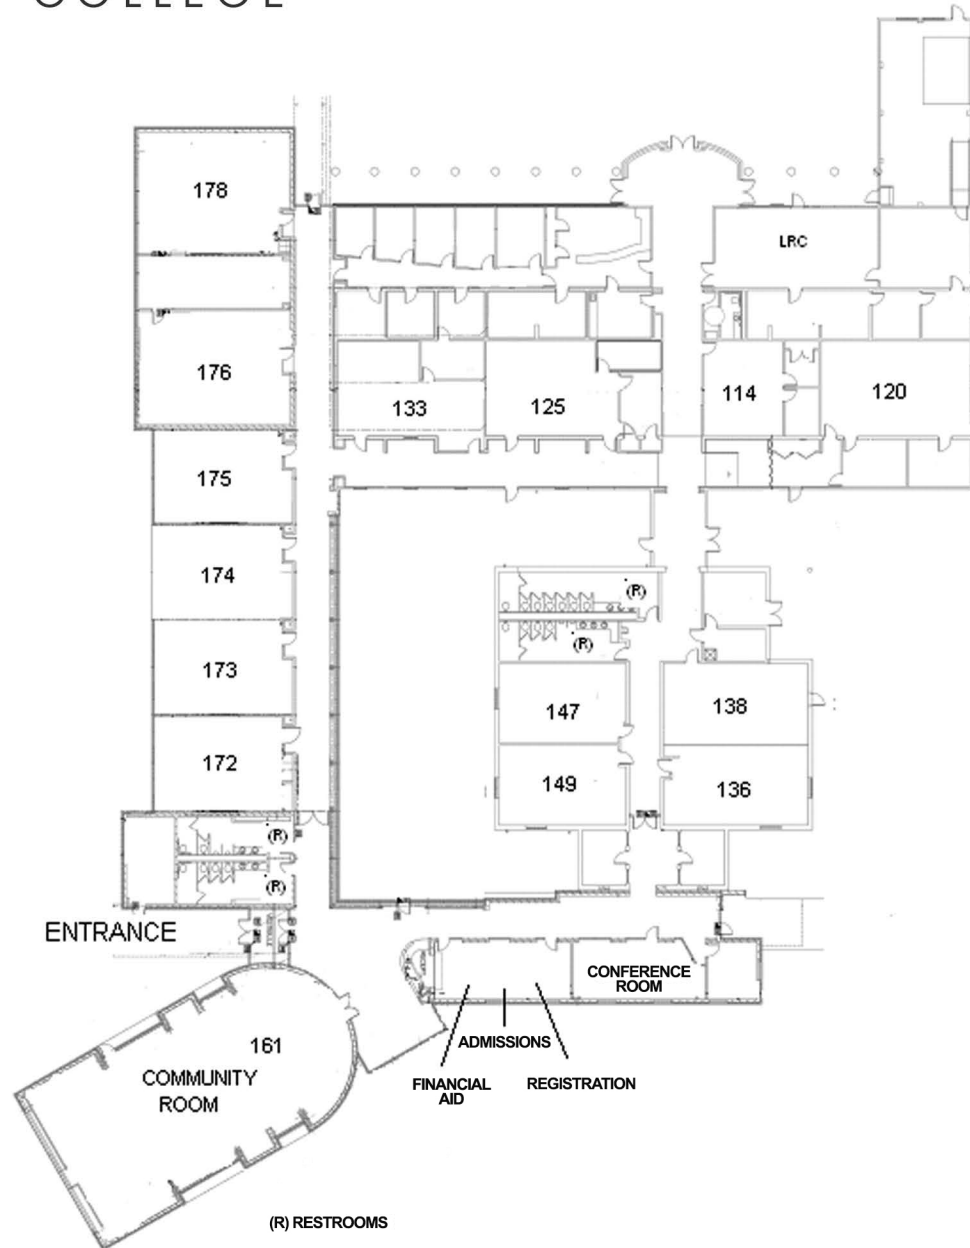 COLLEGE
178
LRC
176
133
125
114
120
175
174
(R)
(R)
173
147
138
172
149
136
(R)
(R)
ENTRANCE
CONFERENCE
ROOM
161
ADMISSIONS
COMMUNITY
ROOM
FINANCIAL
AID
REGISTRATION
(R) RESTROOMS